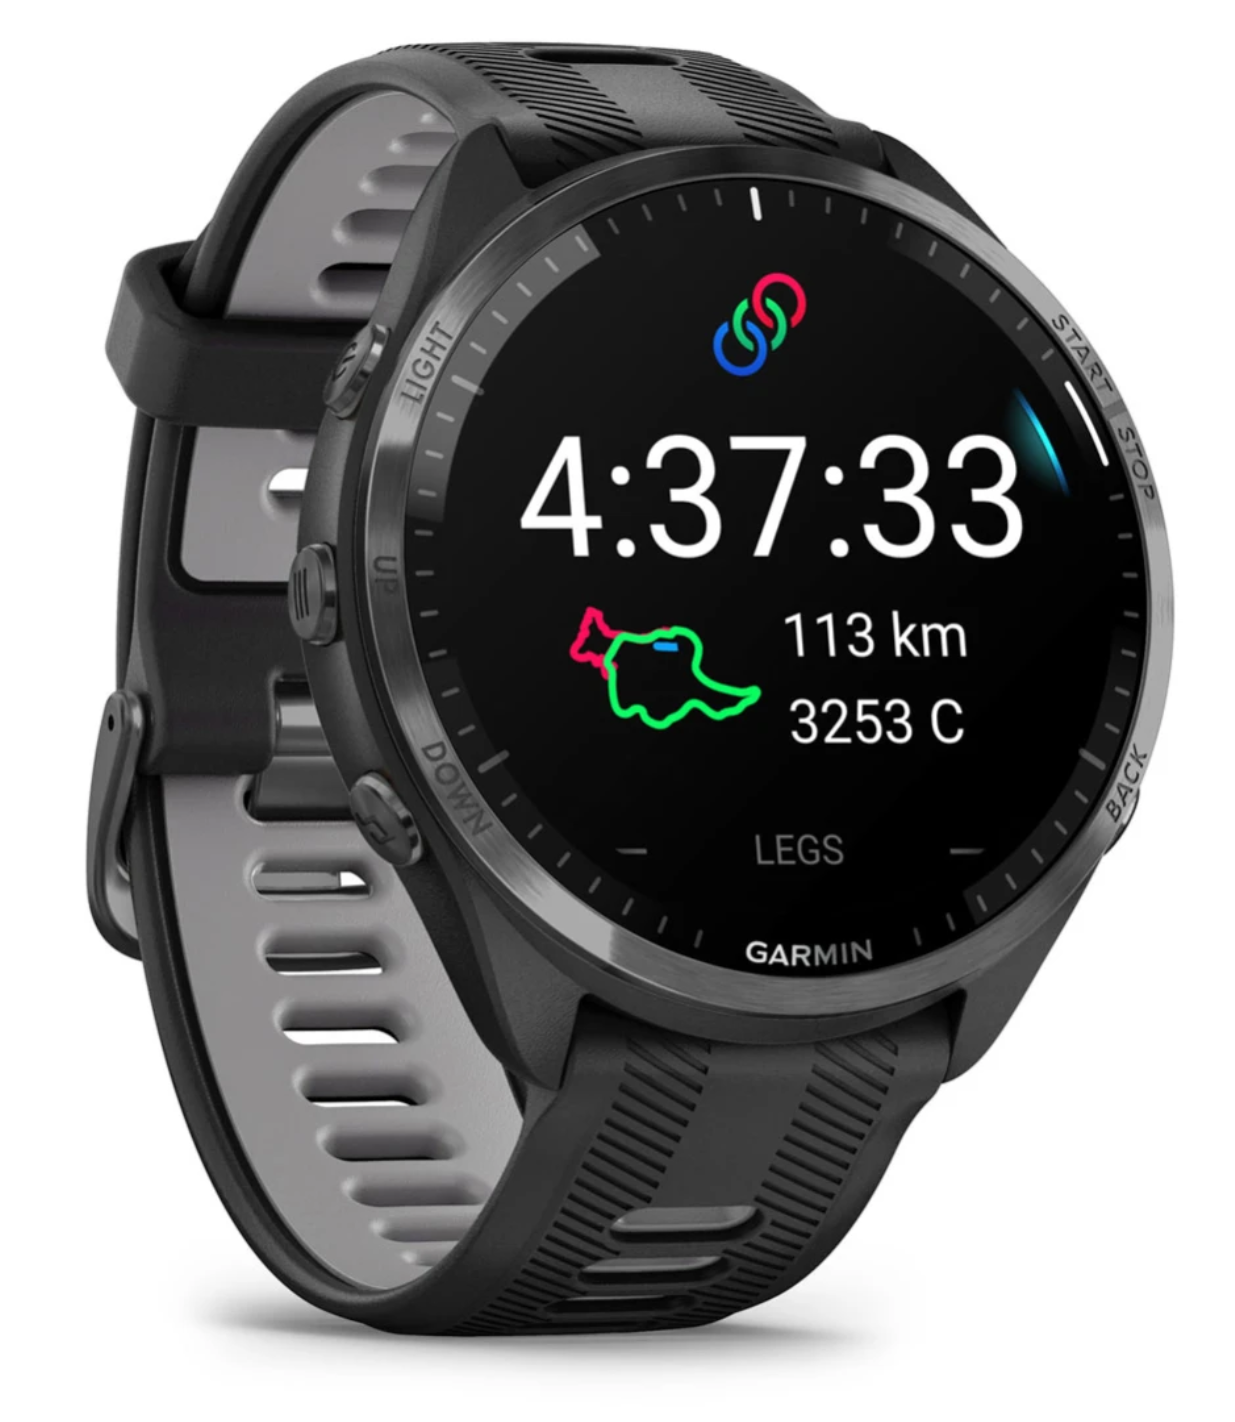 LIGHT
START
STOP
4:37:33
UP
113 km
3253 C
DOWN
BACK
LEGS
GARMIN